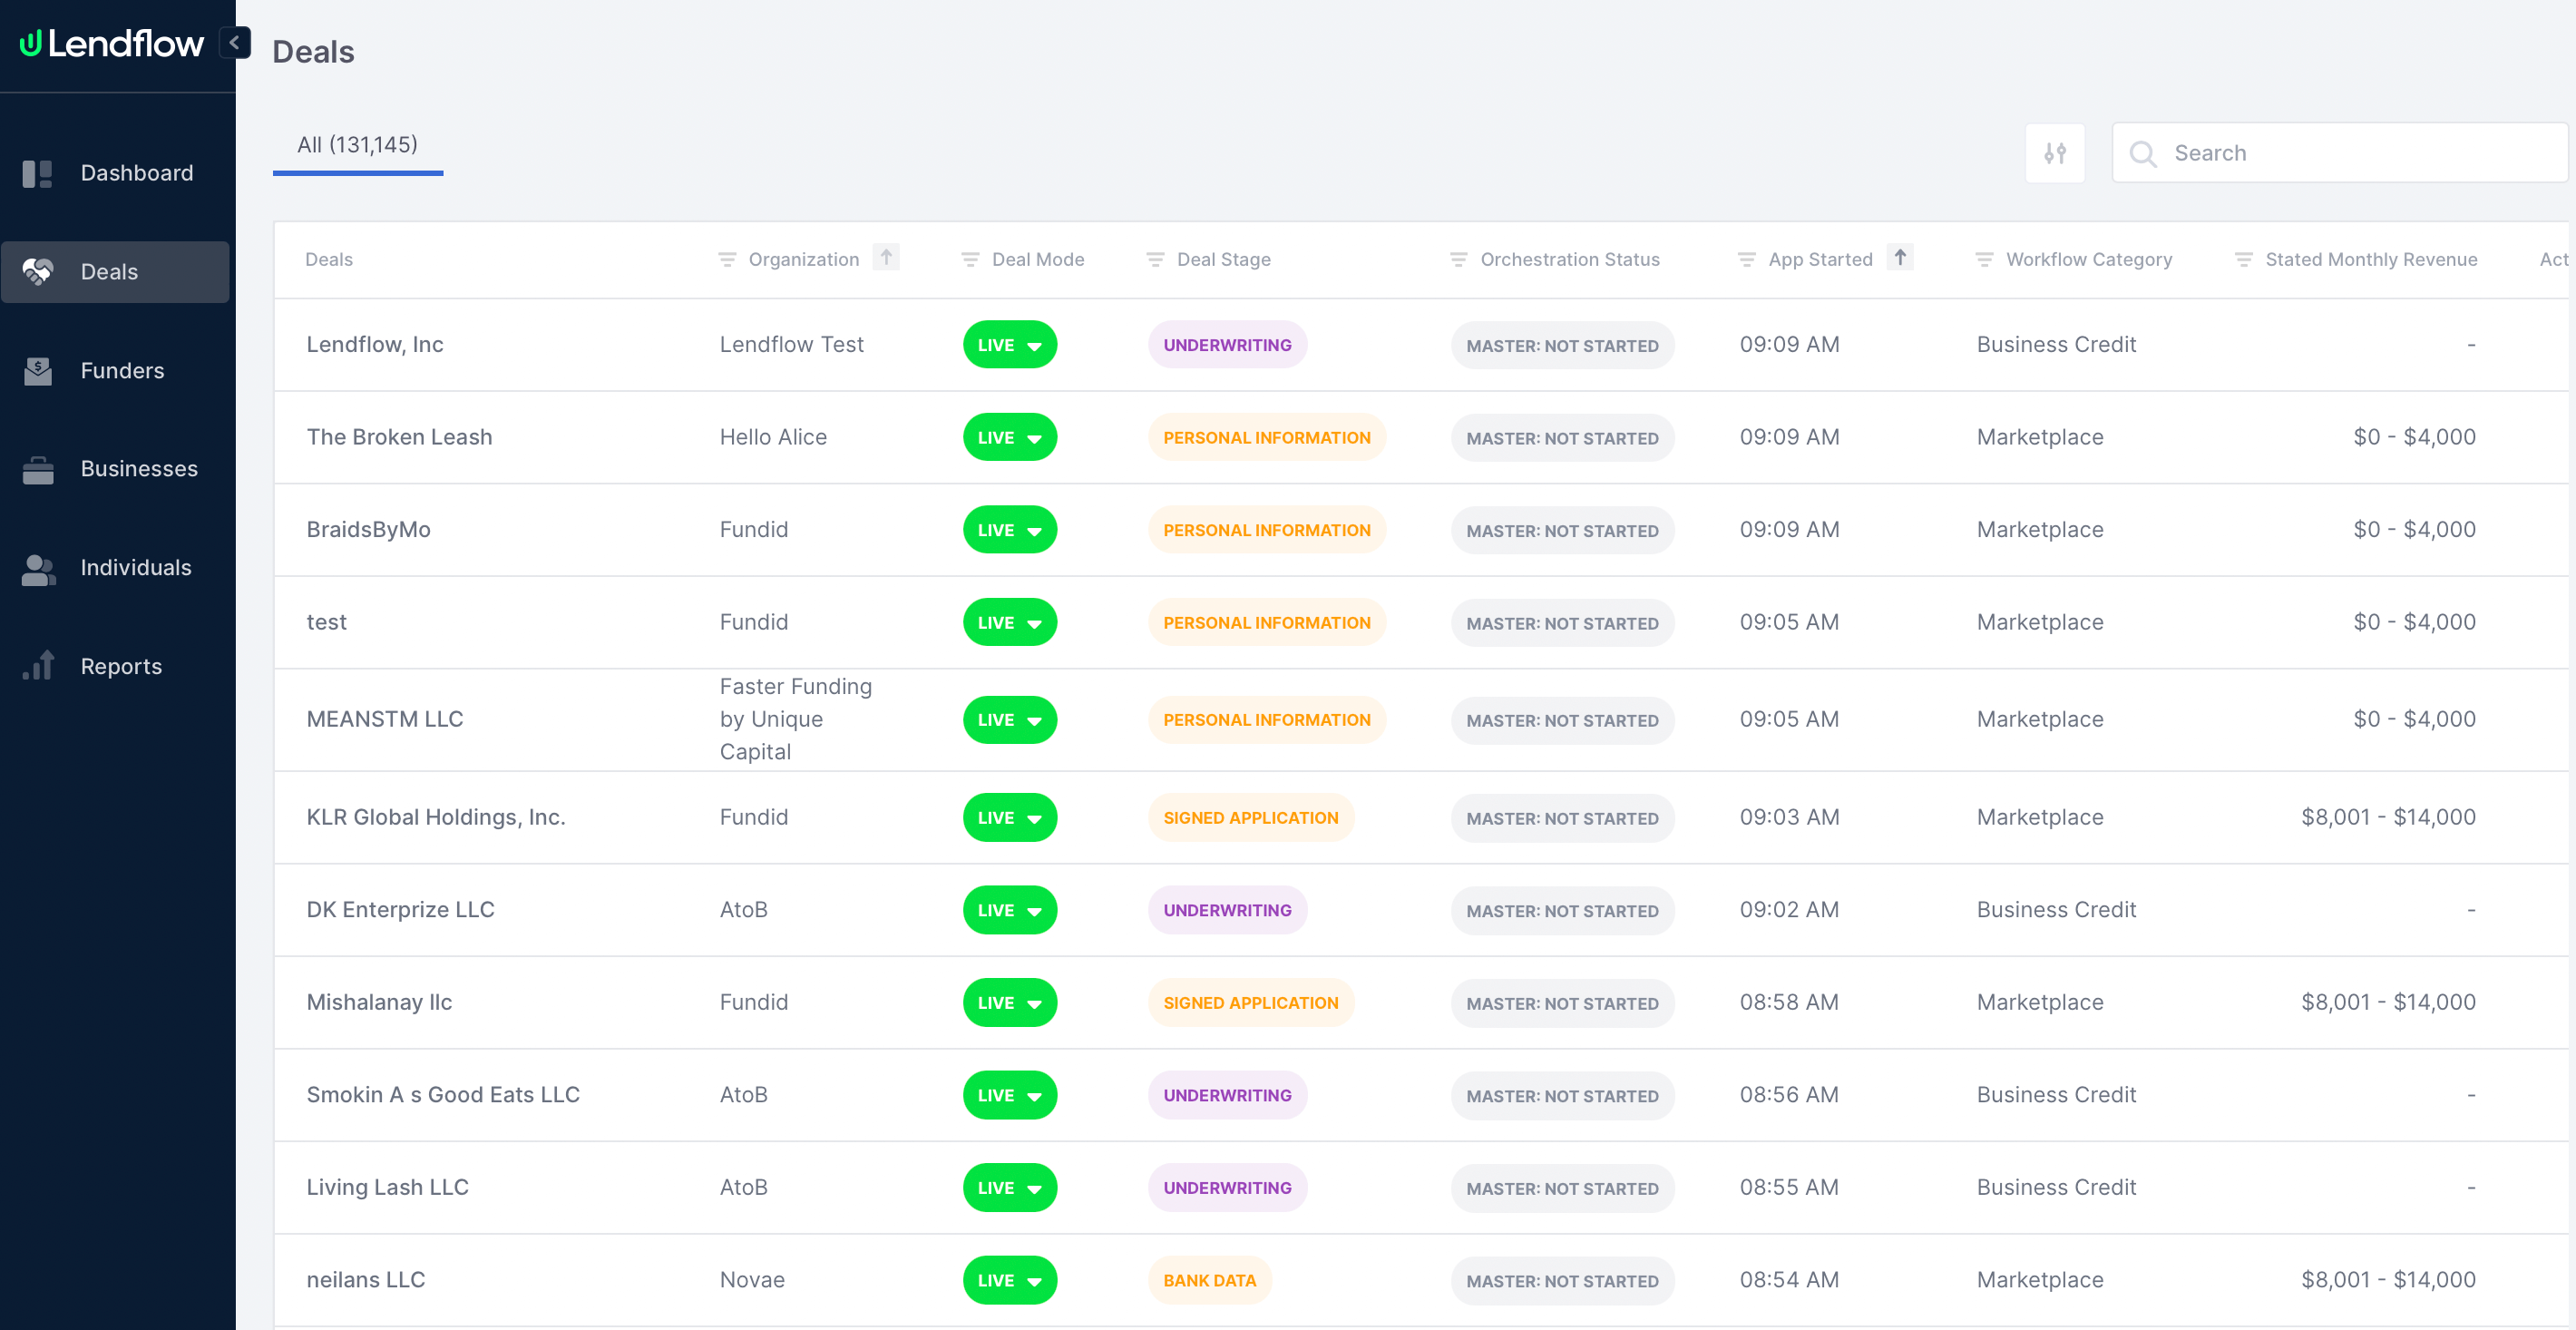 Lendflow
Deals
All (131,145)
Search
Dashboard
Deals
Funders
Businesses
Individuals
Reports
Deals Organization Deal Mode Deal Stage Orchestration Status App Started Workflow Category Stated Monthly Revenue Act
Lendflow, Inc Lendflow Test LIVE UNDERWRITING MASTER: NOT STARTED 09:09 AM Business Credit -
The Broken Leash Hello Alice LIVE PERSONAL INFORMATION MASTER: NOT STARTED 09:09 AM Marketplace $0 - $4,000
BraidsByMo Fundid LIVE PERSONAL INFORMATION MASTER: NOT STARTED 09:09 AM Marketplace $0 - $4,000
test Fundid LIVE PERSONAL INFORMATION MASTER: NOT STARTED 09:05 AM Marketplace $0 - $4,000
Faster Funding
MEANSTM LLC by Unique LIVE PERSONAL INFORMATION MASTER: NOT STARTED 09:05 AM Marketplace $0 - $4,000
Capital
KLR Global Holdings, Inc. Fundid LIVE SIGNED APPLICATION MASTER: NOT STARTED 09:03 AM Marketplace $8,001 - $14,000
DK Enterprize LLC AtoB LIVE UNDERWRITING MASTER: NOT STARTED 09:02 AM Business Credit -
Mishalanay llc Fundid LIVE SIGNED APPLICATION MASTER: NOT STARTED 08:58 AM Marketplace $8,001 - $14,000
Smokin A s Good Eats LLC AtoB LIVE UNDERWRITING MASTER: NOT STARTED 08:56 AM Business Credit -
Living Lash LLC AtoB LIVE UNDERWRITING MASTER: NOT STARTED 08:55 AM Business Credit -
neilans LLC Novae LIVE BANK DATA MASTER: NOT STARTED 08:54 AM Marketplace $8,001 - $14,000